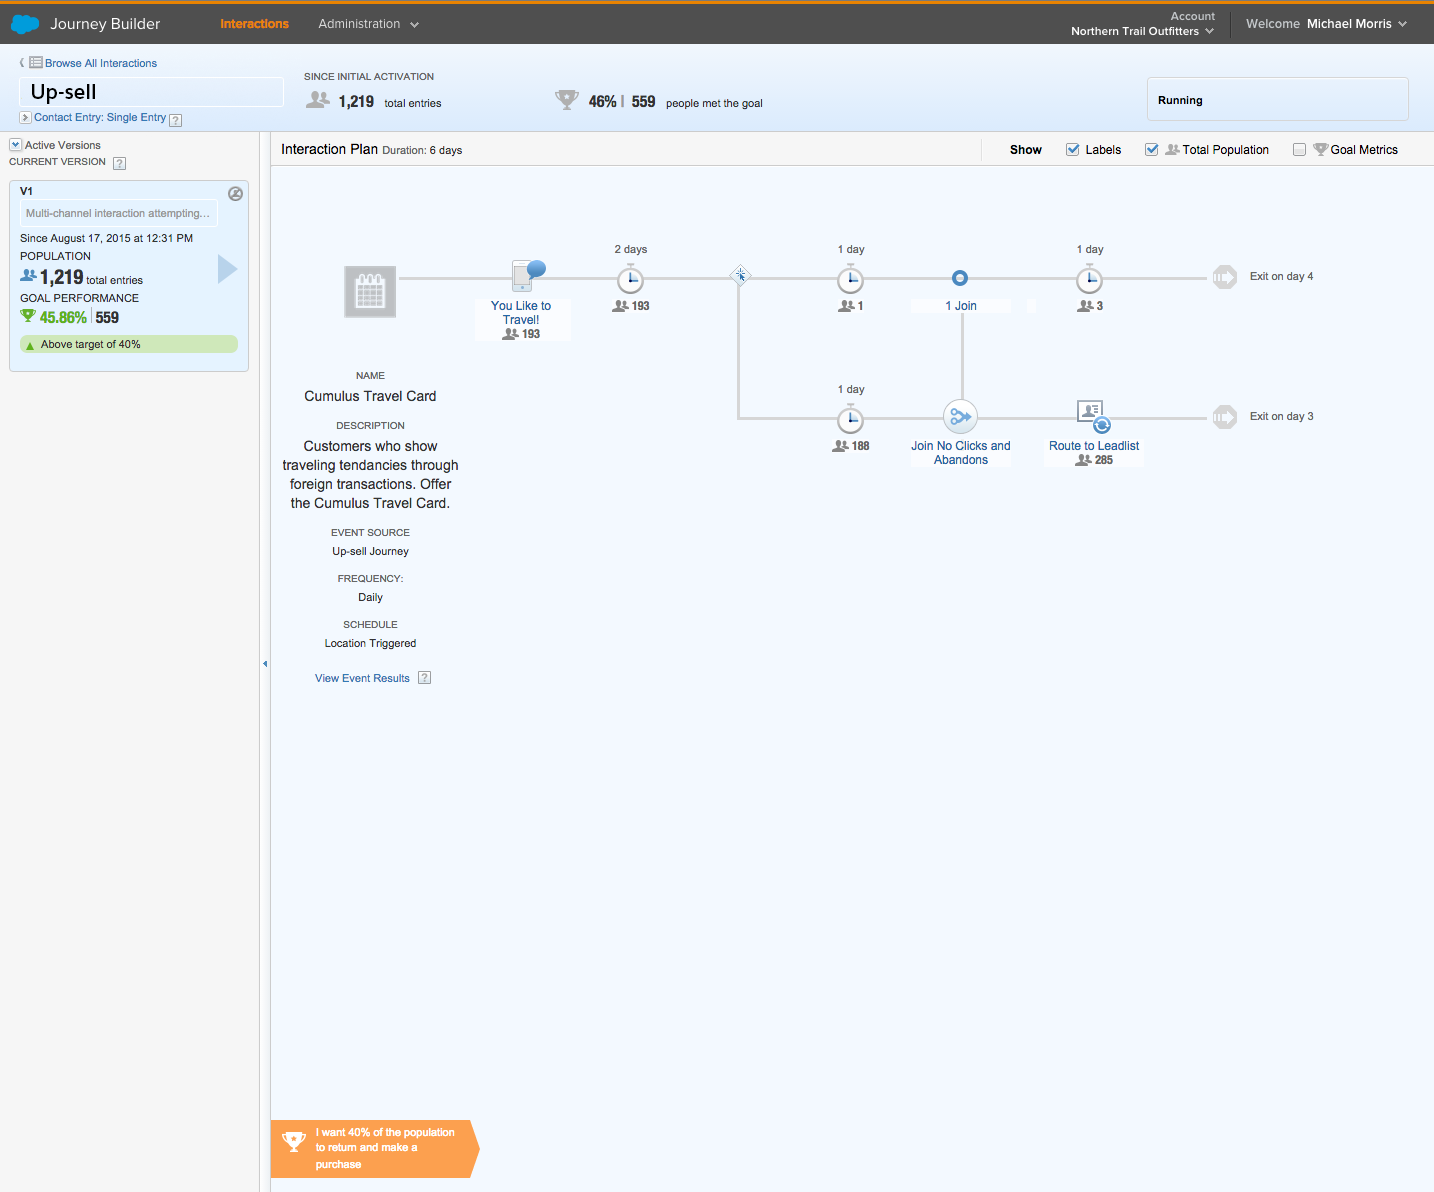 Journey Builder
Interactions
Administration
Account
Northern Trail Outfitters
Welcome Michael Morris
Browse All Interactions
Up-sell
Contact Entry: Single Entry ?
SINCE INITIAL ACTIVATION
1,219 total entries
46% 559 people met the goal
Running
Active Versions
CURRENT VERSION ?
V1
Multi-channel interaction attempting...
Since August 17, 2015 at 12:31 PM
POPULATION
1,219 total entries
GOAL PERFORMANCE
45.86% 559
Above target of 40%
Interaction Plan Duration: 6 days
Show
Labels
Total Population
Goal Metrics
You Like to
Travel!
193
2 days
193
1 day
1
1 Join
1 day
3
Exit on day 4
1 day
188
Join No Clicks and
Abandons
Route to Leadlist
285
Exit on day 3
NAME
Cumulus Travel Card
DESCRIPTION
Customers who show
traveling tendancies through
foreign transactions. Offer
the Cumulus Travel Card.
EVENT SOURCE
Up-sell Journey
FREQUENCY:
Daily
SCHEDULE
Location Triggered
View Event Results ?
I want 40% of the population
to return and make a
purchase